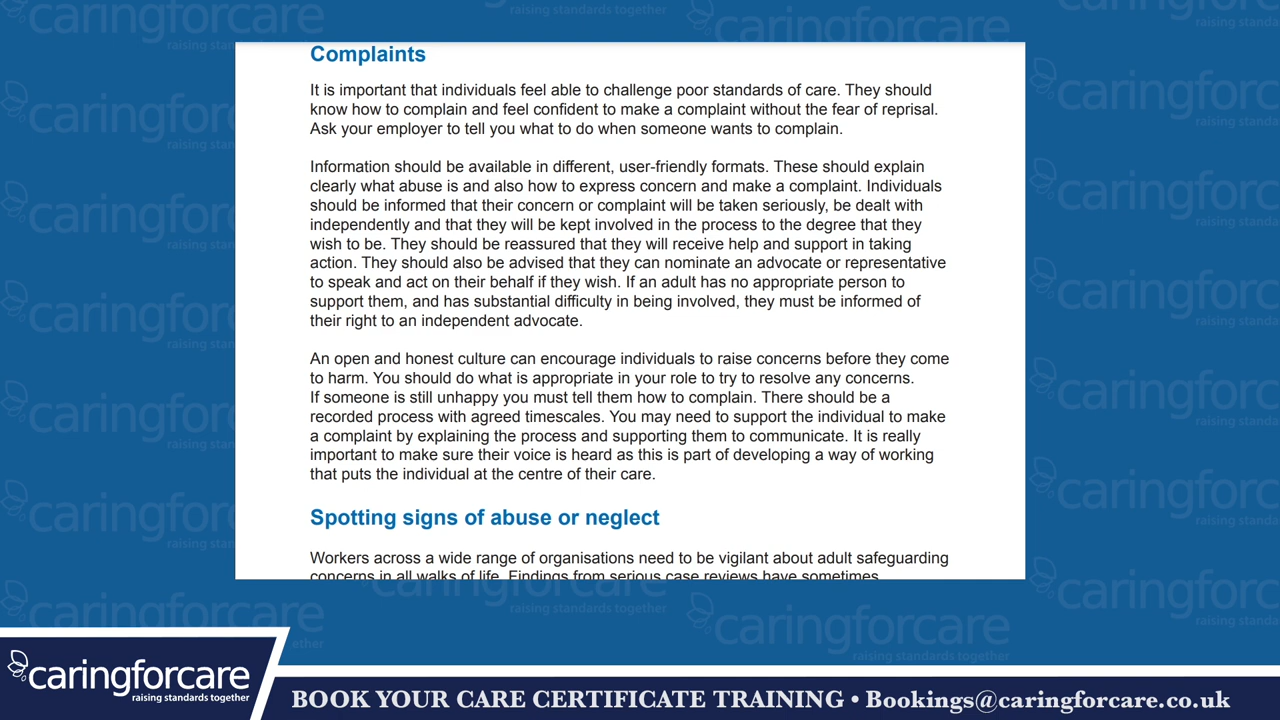 Complaints
It is important that individuals feel able to challenge poor standards of care. They should
know how to complain and feel confident to make a complaint without the fear of reprisal.
Ask your employer to tell you what to do when someone wants to complain.
Information should be available in different, user-friendly formats. These should explain
clearly what abuse is and also how to express concern and make a complaint. Individuals
should be informed that their concern or complaint will be taken seriously, be dealt with
independently and that they will be kept involved in the process to the degree that they
wish to be. They should be reassured that they will receive help and support in taking
action. They should also be advised that they can nominate an advocate or representative
to speak and act on their behalf if they wish. If an adult has no appropriate person to
support them, and has substantial difficulty in being involved, they must be informed of
their right to an independent advocate.
An open and honest culture can encourage individuals to raise concerns before they come
to harm. You should do what is appropriate in your role to try to resolve any concerns.
If someone is still unhappy you must tell them how to complain. There should be a
recorded process with agreed timescales. You may need to support the individual to make
a complaint by explaining the process and supporting them to communicate. It is really
important to make sure their voice is heard as this is part of developing a way of working
that puts the individual at the centre of their care.
Spotting signs of abuse or neglect
Workers across a wide range of organisations need to be vigilant about adult safeguarding
concerns in all walks of life. Findings from serious case reviews have sometimes
caringforcare
raising standards together
BOOK YOUR CARE CERTIFICATE TRAINING • Bookings@caringforcare.co.uk